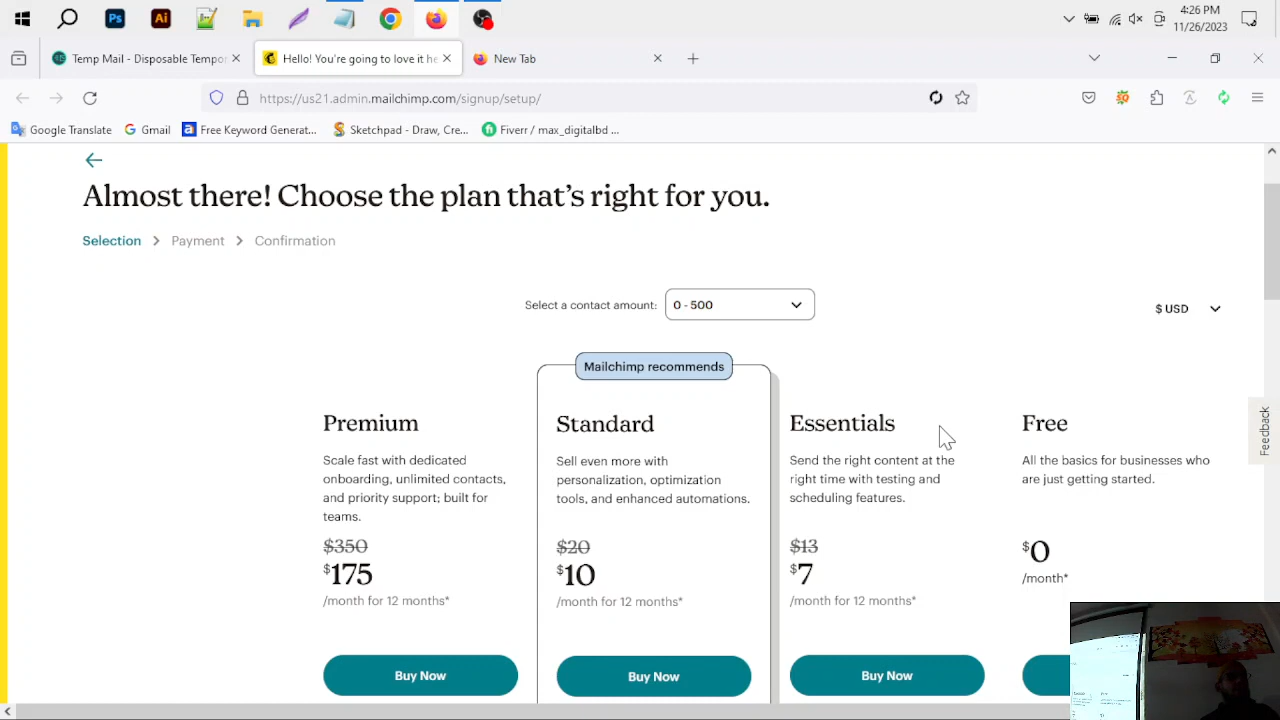 Ps
Ai
4:26 PM
11/26/2023
Temp Mail - Disposable Tempor
Hello! You're going to love it he
New Tab
https://us21.admin.mailchimp.com/signup/setup/
Google Translate
Gmail
Free Keyword Generat...
Sketchpad - Draw, Cre...
Fiverr / max_digitalbd ...
Almost there! Choose the plan that's right for you.
Selection
Payment
Confirmation
Select a contact amount:
0 - 500
$ USD
Mailchimp recommends
Premium
Scale fast with dedicated
onboarding, unlimited contacts,
and priority support; built for
teams.
$350
$175
/month for 12 months*
Buy Now
Standard
Sell even more with
personalization, optimization
tools, and enhanced automations.
$20
$10
/month for 12 months*
Buy Now
Essentials
Send the right content at the
right time with testing and
scheduling features.
$13
$7
/month for 12 months*
Buy Now
Free
All the basics for businesses who
are just getting started.
$0
/month*
Feedback